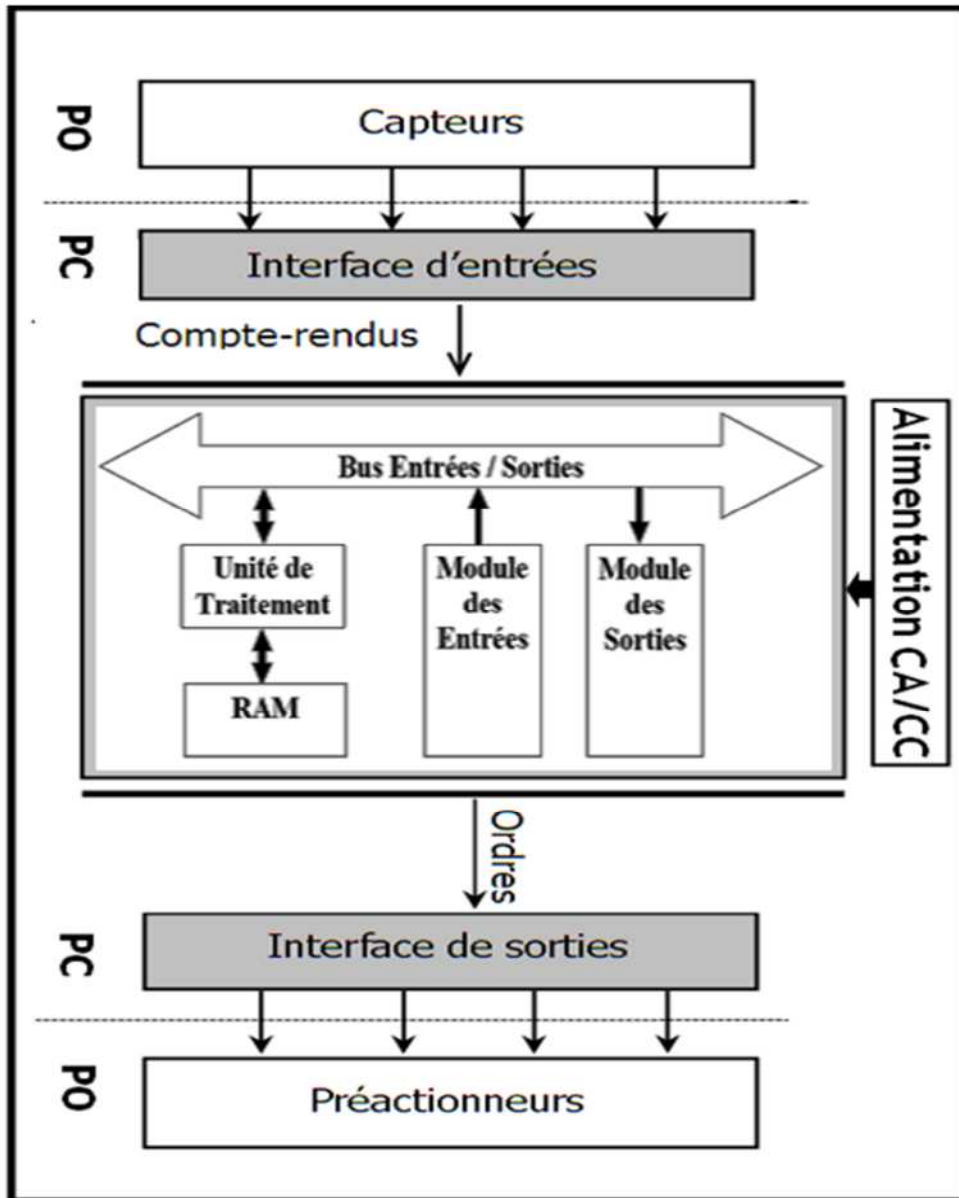 PO
Capteurs
PC
Interface d'entrées
Compte-rendus
Bus Entrées / Sorties
Unité de
Traitement
RAM
Module
des
Entrées
Module
des
Sorties
Alimentation CA/CC
Ordres
PC
Interface de sorties
PO
Préactionneurs